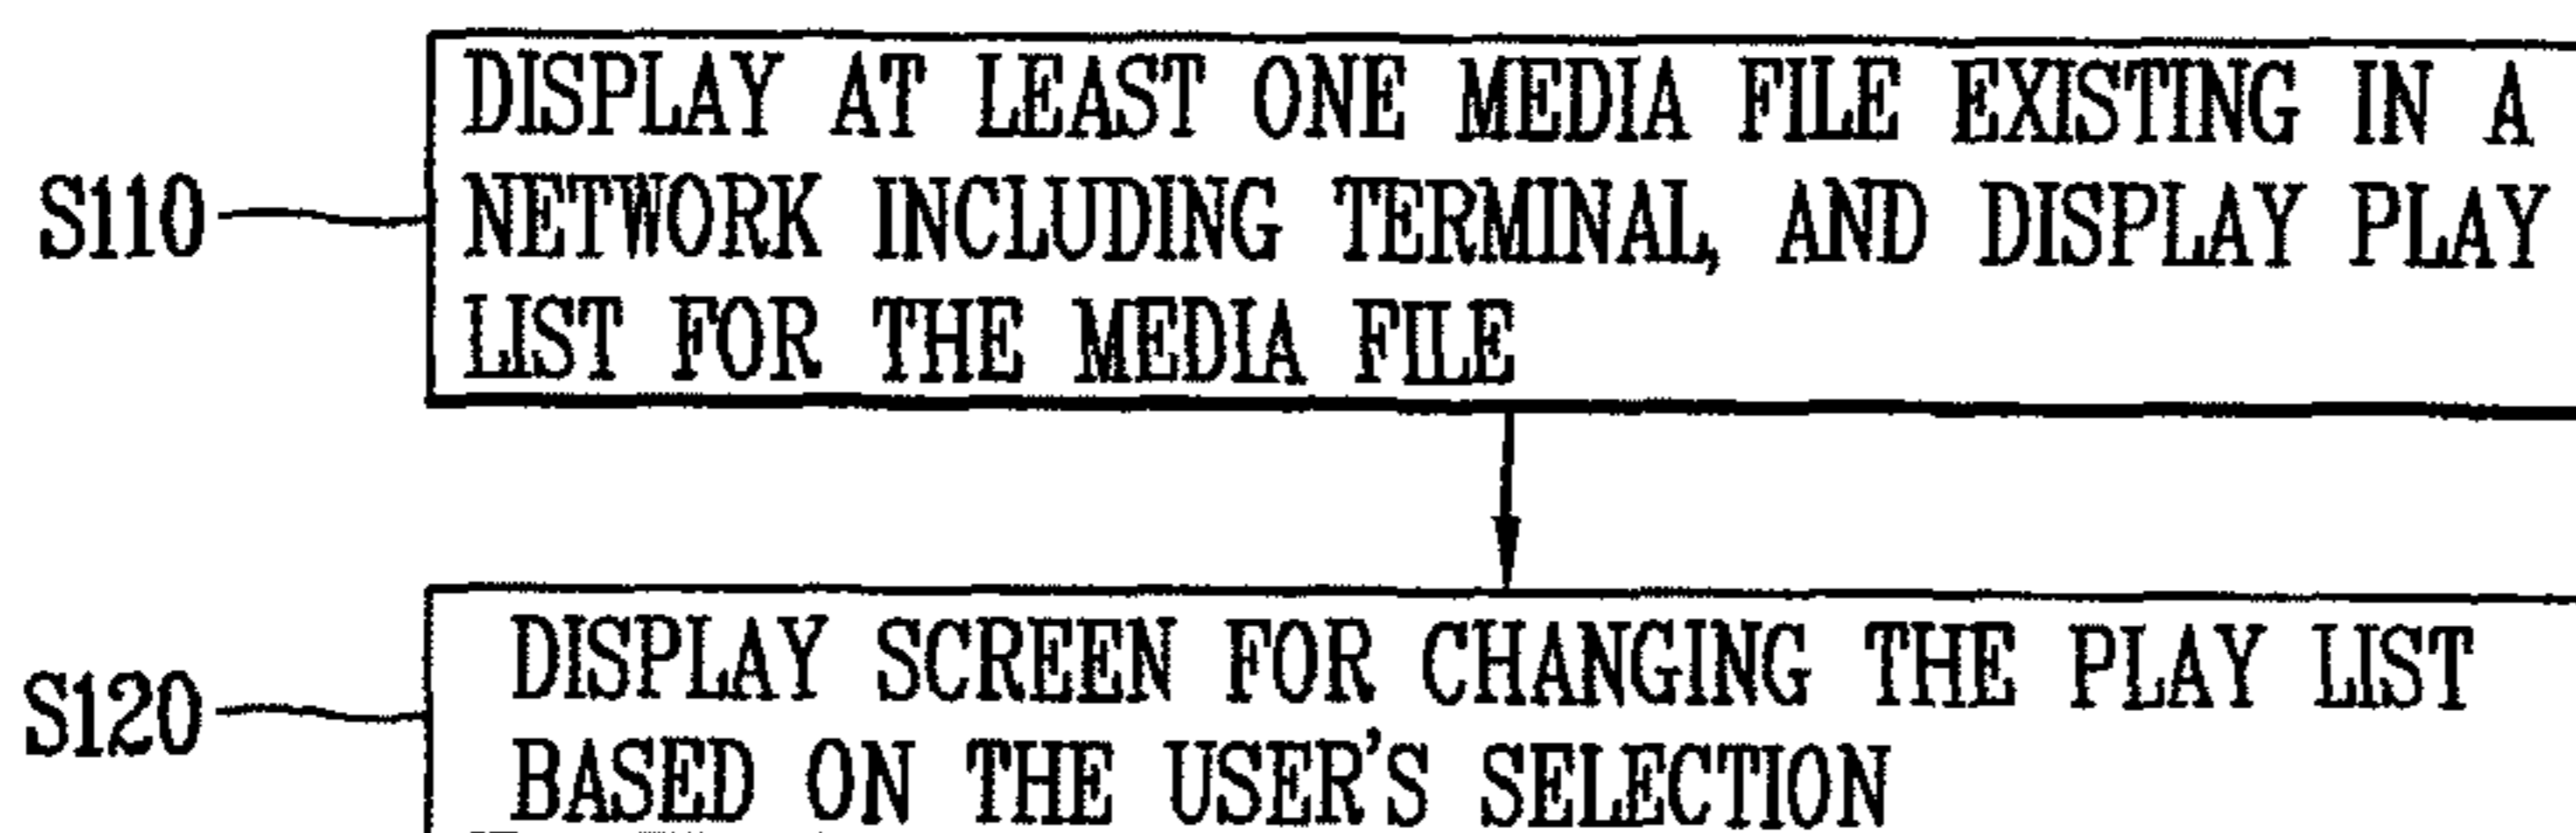 DISPLAY AT LEAST ONE MEDIA FILE EXISTING IN A
S110 NETWORK INCLUDING TERMINAL, AND DISPLAY PLAY
LIST FOR THE MEDIA FILE
DISPLAY SCREEN FOR CHANGING THE PLAY LIST
S120
BASED ON THE USER'S SELECTION